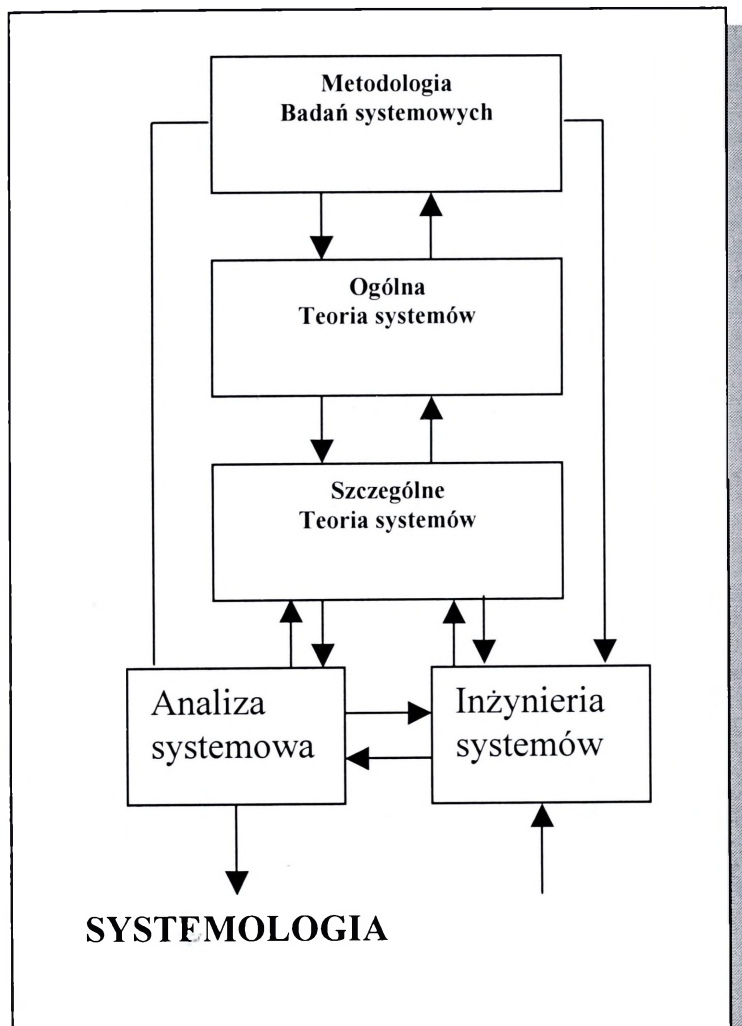 Metodologia
Badań systemowych
Ogólna
Teoria systemów
Szczególne
Teoria systemów
Analiza
systemowa
Inżynieria
systemów
SYSTEMOLOGIA